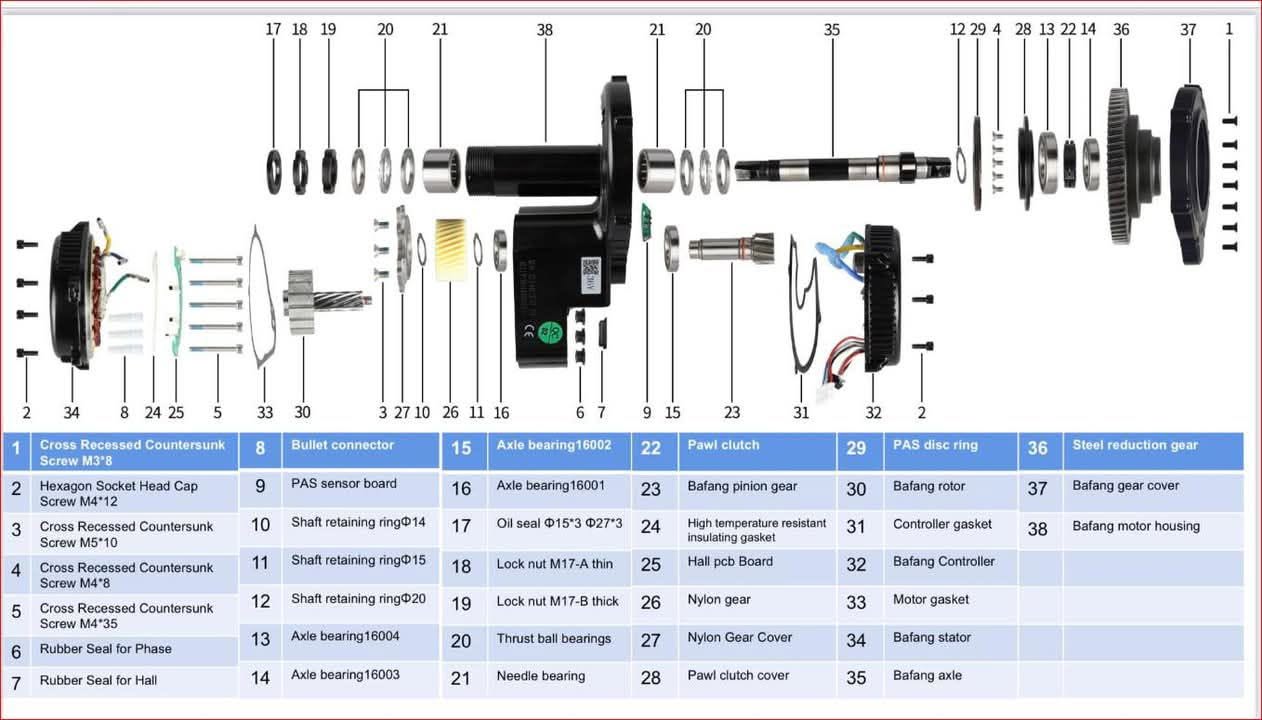 17 18 19 20 21 38 21 20 35 12 29 4 28 13 22 14 36 37 1
QC
02
CE
2 34 8 24 25 5 33 30 3 27 10 26 11 16 6 7 9 15 23 31 32 2
1 Cross Recessed Countersunk
Screw M3*8
2 Hexagon Socket Head Cap
Screw M4*12
3 Cross Recessed Countersunk
Screw M5*10
4 Cross Recessed Countersunk
Screw M4*8
5 Cross Recessed Countersunk
Screw M4*35
6 Rubber Seal for Phase
7 Rubber Seal for Hall
8 Bullet connector
9 PAS sensor board
10 Shaft retaining ringΦ14
11 Shaft retaining ringΦ15
12 Shaft retaining ringΦ20
13 Axle bearing16004
14 Axle bearing16003
15 Axle bearing16002
16 Axle bearing16001
17 Oil seal Φ15*3 Φ27*3
18 Lock nut M17-A thin
19 Lock nut M17-B thick
20 Thrust ball bearings
21 Needle bearing
22 Pawl clutch
23 Bafang pinion gear
24 High temperature resistant
insulating gasket
25 Hall pcb Board
26 Nylon gear
27 Nylon Gear Cover
28 Pawl clutch cover
29 PAS disc ring
30 Bafang rotor
31 Controller gasket
32 Bafang Controller
33 Motor gasket
34 Bafang stator
35 Bafang axle
36 Steel reduction gear
37 Bafang gear cover
38 Bafang motor housing